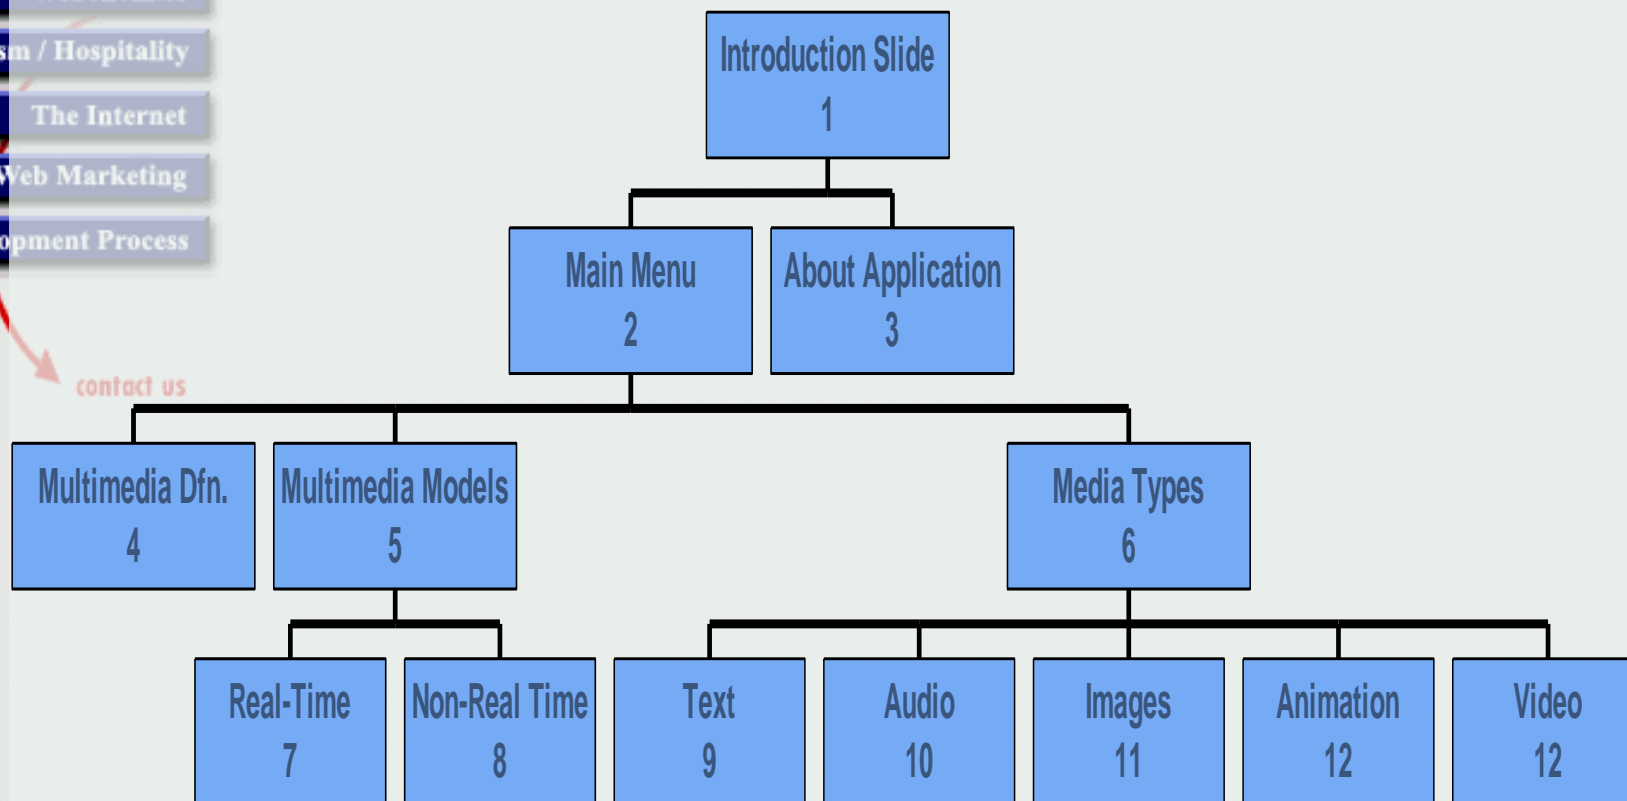 sm / Hospitality
The Internet
Web Marketing
opment Process
contact us
Introduction Slide
1
Main Menu
2
About Application
3
Multimedia Dfn.
4
Multimedia Models
5
Media Types
6
Real-Time
7
Non-Real Time
8
Text
9
Audio
10
Images
11
Animation
12
Video
12